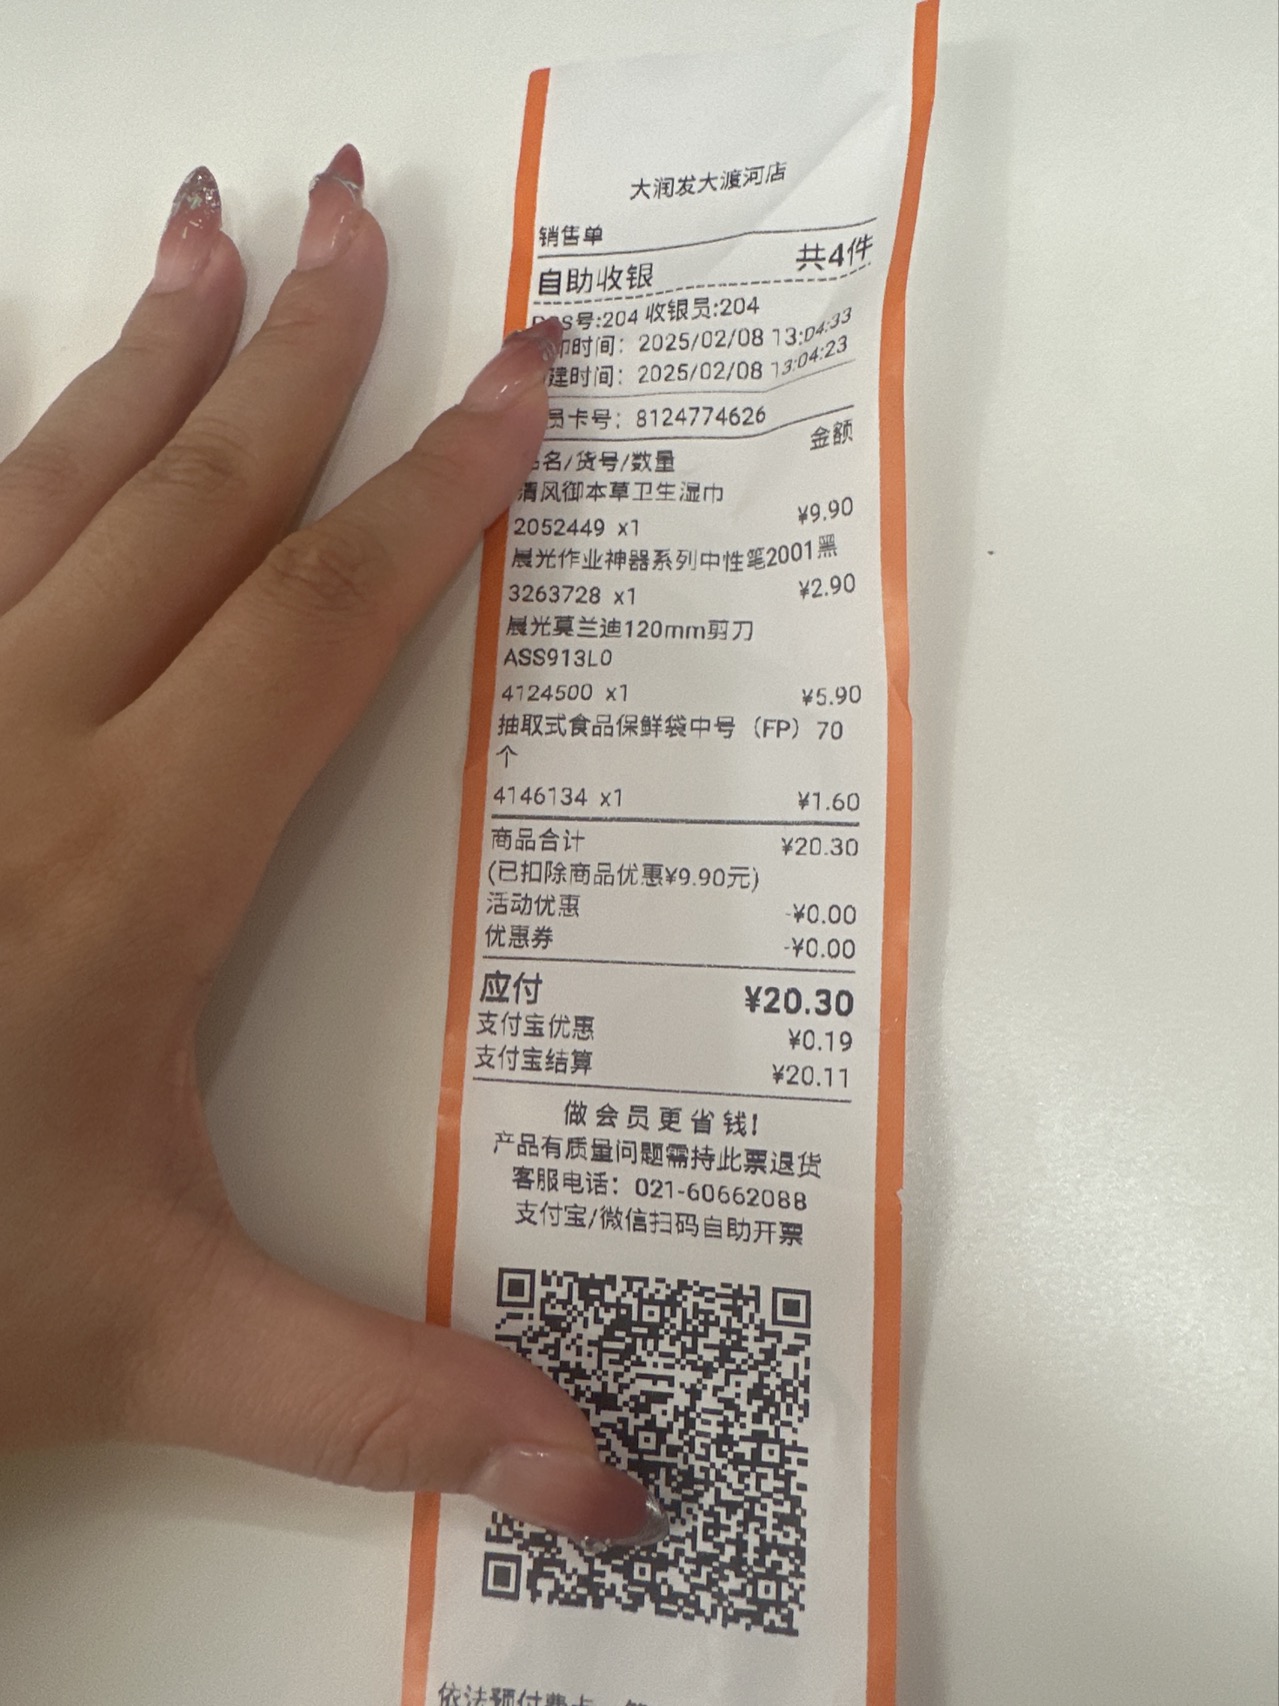 大润发大渡河店
销售单
自助收银 共4件
号:204 收银员:204
时间：2025/02/08 13:04:33
建时间：2025/02/08 13:04:23
员卡号：8124774626
名/货号/数量 金额
清风御本草卫生湿巾
2052449 x1 ¥9.90
晨光作业神器系列中性笔2001黑
3263728 x1 ¥2.90
晨光莫兰迪120mm剪刀
ASS913L0
4124500 x1 ¥5.90
抽取式食品保鲜袋中号（FP）70
个
4146134 x1 ¥1.60
商品合计 ¥20.30
(已扣除商品优惠¥9.90元)
活动优惠 -¥0.00
优惠券 -¥0.00
应付 ¥20.30
支付宝优惠 ¥0.19
支付宝结算 ¥20.11
做会员更省钱!
产品有质量问题需持此票退货
客服电话：021-60662088
支付宝/微信扫码自助开票
依法预付费卡